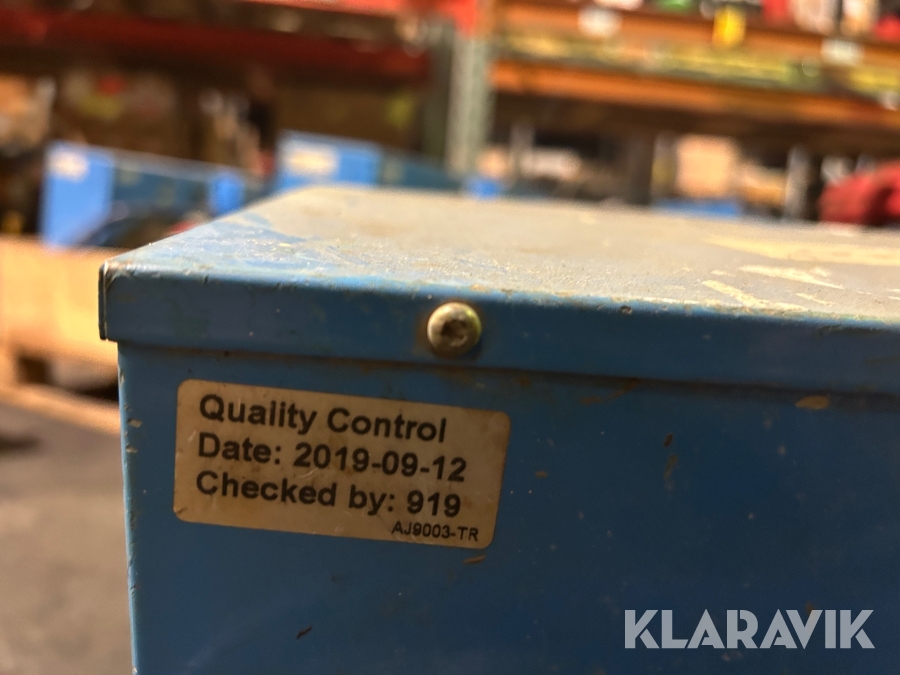 Quality Control
Date: 2019-09-12
Checked by: 919
AJ9003-TR
KLARAVIK